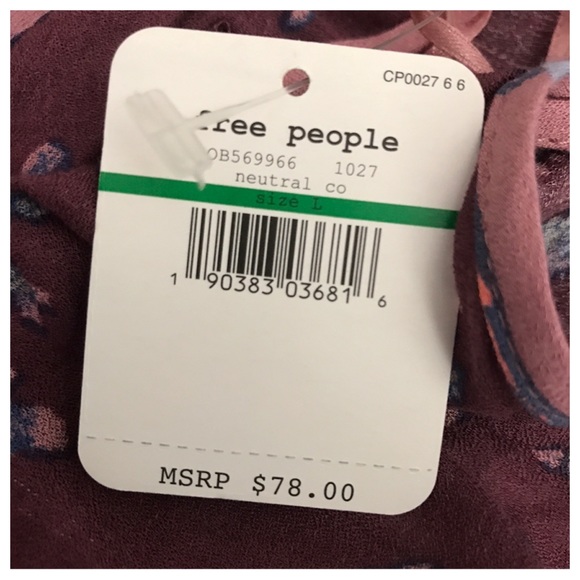 CP0027 6 6
free people
OB569966 1027
neutral co
size L
1 90383 03681 6
MSRP $78.00